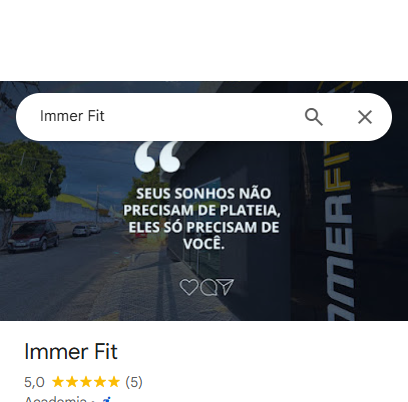 Immer Fit
SEUS SONHOS NÃO
PRECISAM DE PLATEIA,
ELES SÓ PRECISAM DE
VOCÊ.
IMMERFIT
Immer Fit
5,0 (5)
Academia ·